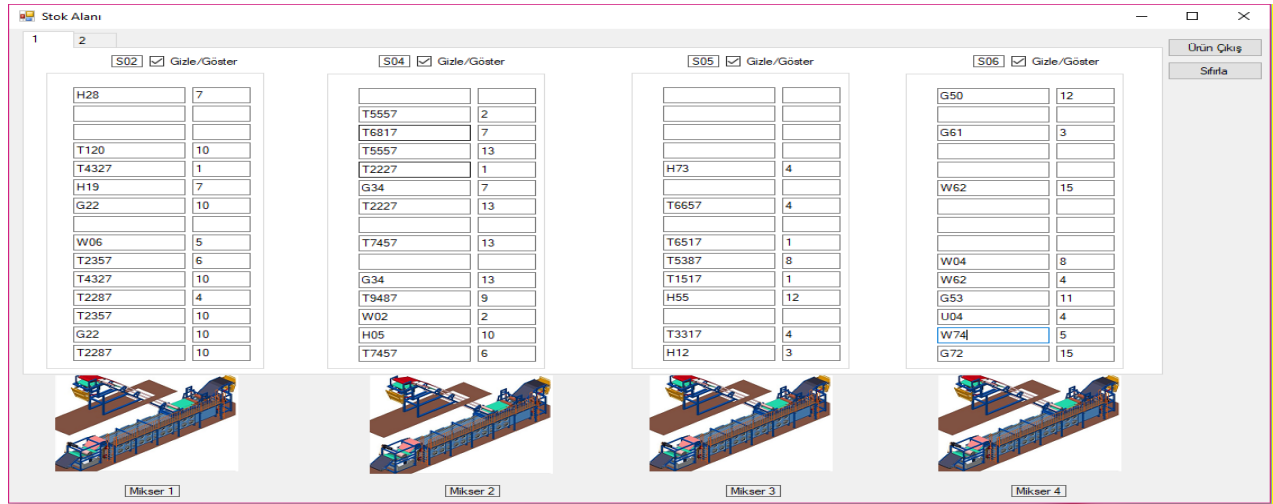 Stok Alanı
1 2
Ürün Çıkış
Sıfırla
S02 Gizle/Göster S04 Gizle/Göster S05 Gizle/Göster S06 Gizle/Göster
H28 7 G50 12
T5557 2
T6817 7 G61 3
T120 10 T5557 13
T4327 1 T2227 1 H73 4
H19 7 G34 7 W62 15
G22 10 T2227 13 T6657 4
W06 5 T7457 13 T6517 1
T2357 6 T5387 8 W04 8
T4327 10 G34 13 T1517 1 W62 4
T2287 4 T9487 9 H55 12 G53 11
T2357 10 W02 2 U04 4
G22 10 H05 10 T3317 4 W74 5
T2287 10 T7457 6 H12 3 G72 15
Mikser 1 Mikser 2 Mikser 3 Mikser 4